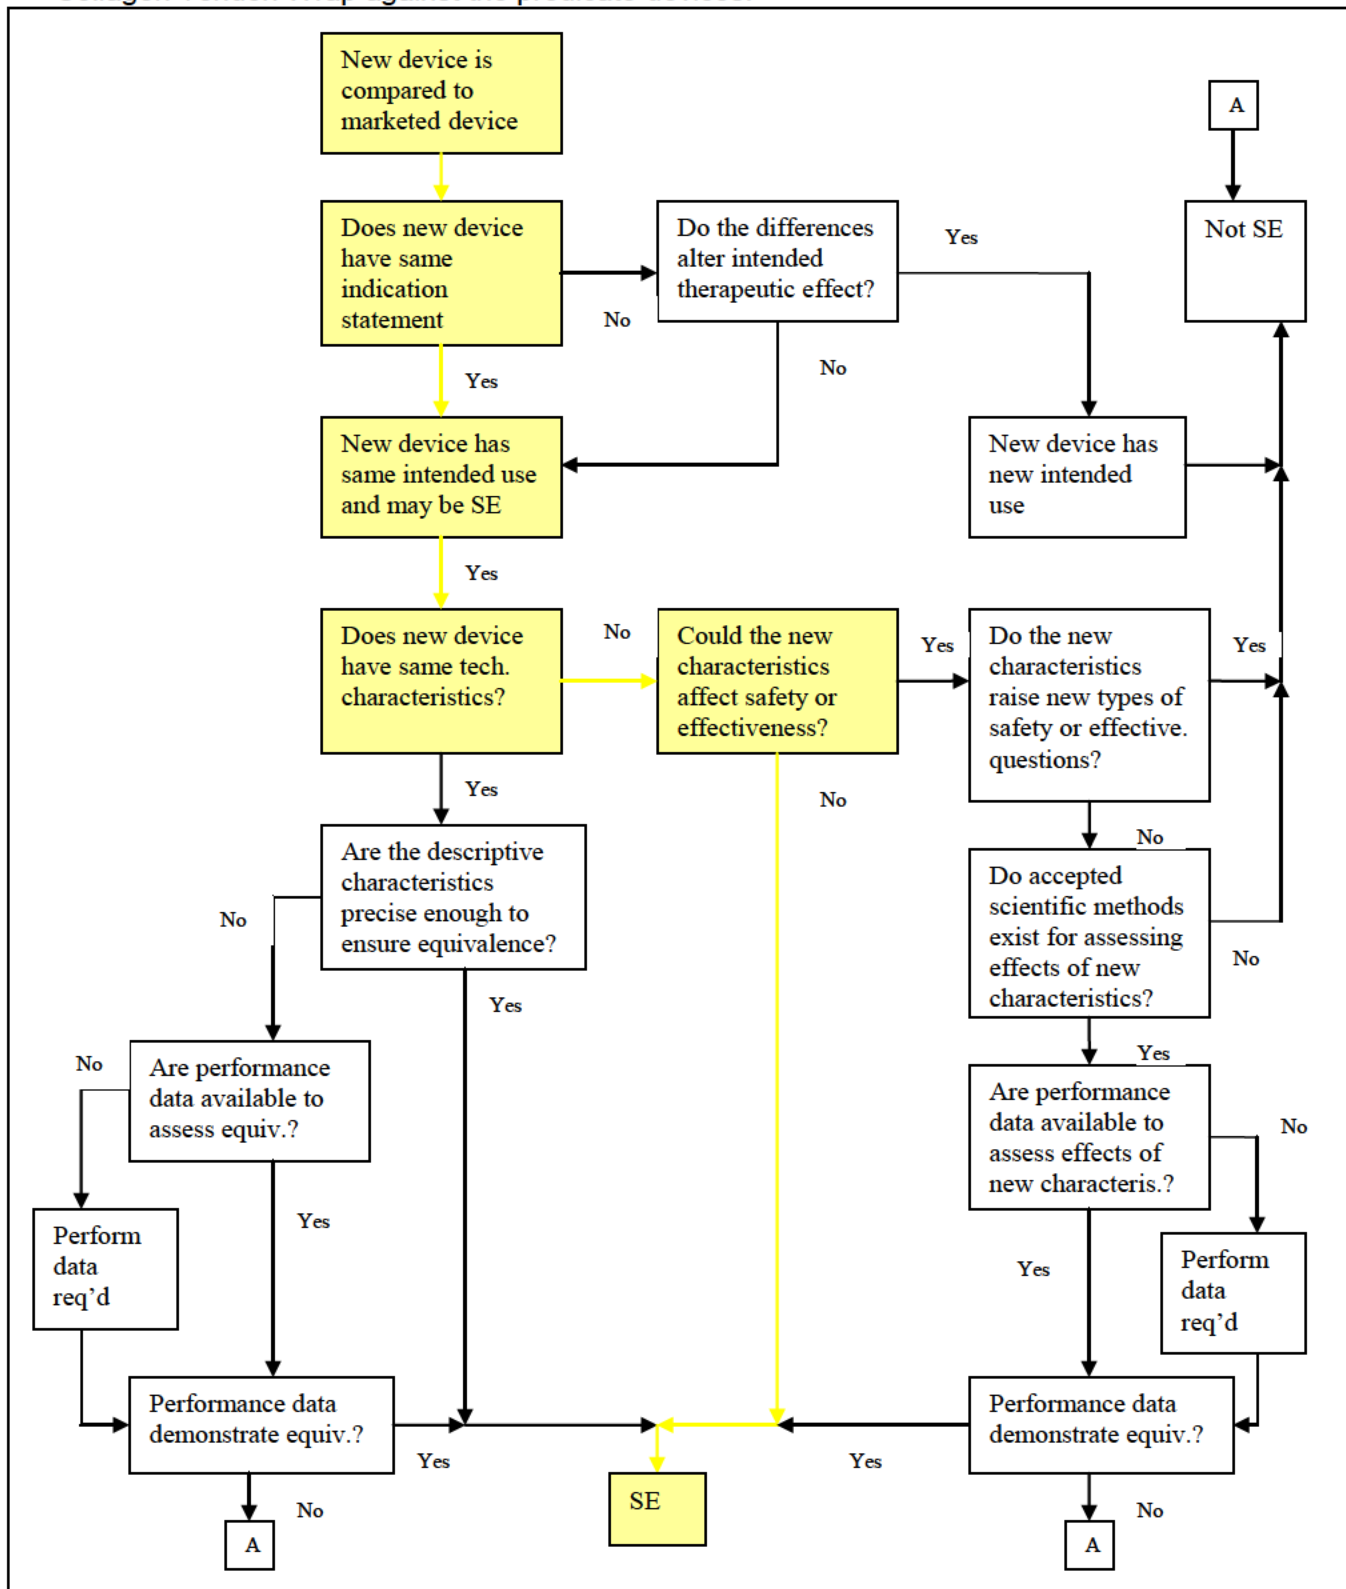 Collagen Tendon Wrap against the predicate devices.
New device is
compared to
marketed device
A
Does new device
have same
indication
statement
Do the differences
alter intended
therapeutic effect?
Yes
Not SE
No
Yes
No
New device has
same intended use
and may be SE
New device has
new intended
use
Yes
Does new device
have same tech.
characteristics?
No
Could the new
characteristics
affect safety or
effectiveness?
Yes
Do the new
characteristics
raise new types of
safety or effective.
questions?
Yes
Yes
No
No
Are the descriptive
characteristics
precise enough to
ensure equivalence?
No
Do accepted
scientific methods
exist for assessing
effects of new
characteristics?
No
Yes
Yes
No
Are performance
data available to
assess equiv.?
Are performance
data available to
assess effects of
new characteris.?
No
Yes
Perform
data
req’d
Yes
Perform
data
req’d
Performance data
demonstrate equiv.?
Yes
Yes
Performance data
demonstrate equiv.?
SE
No
No
A
A